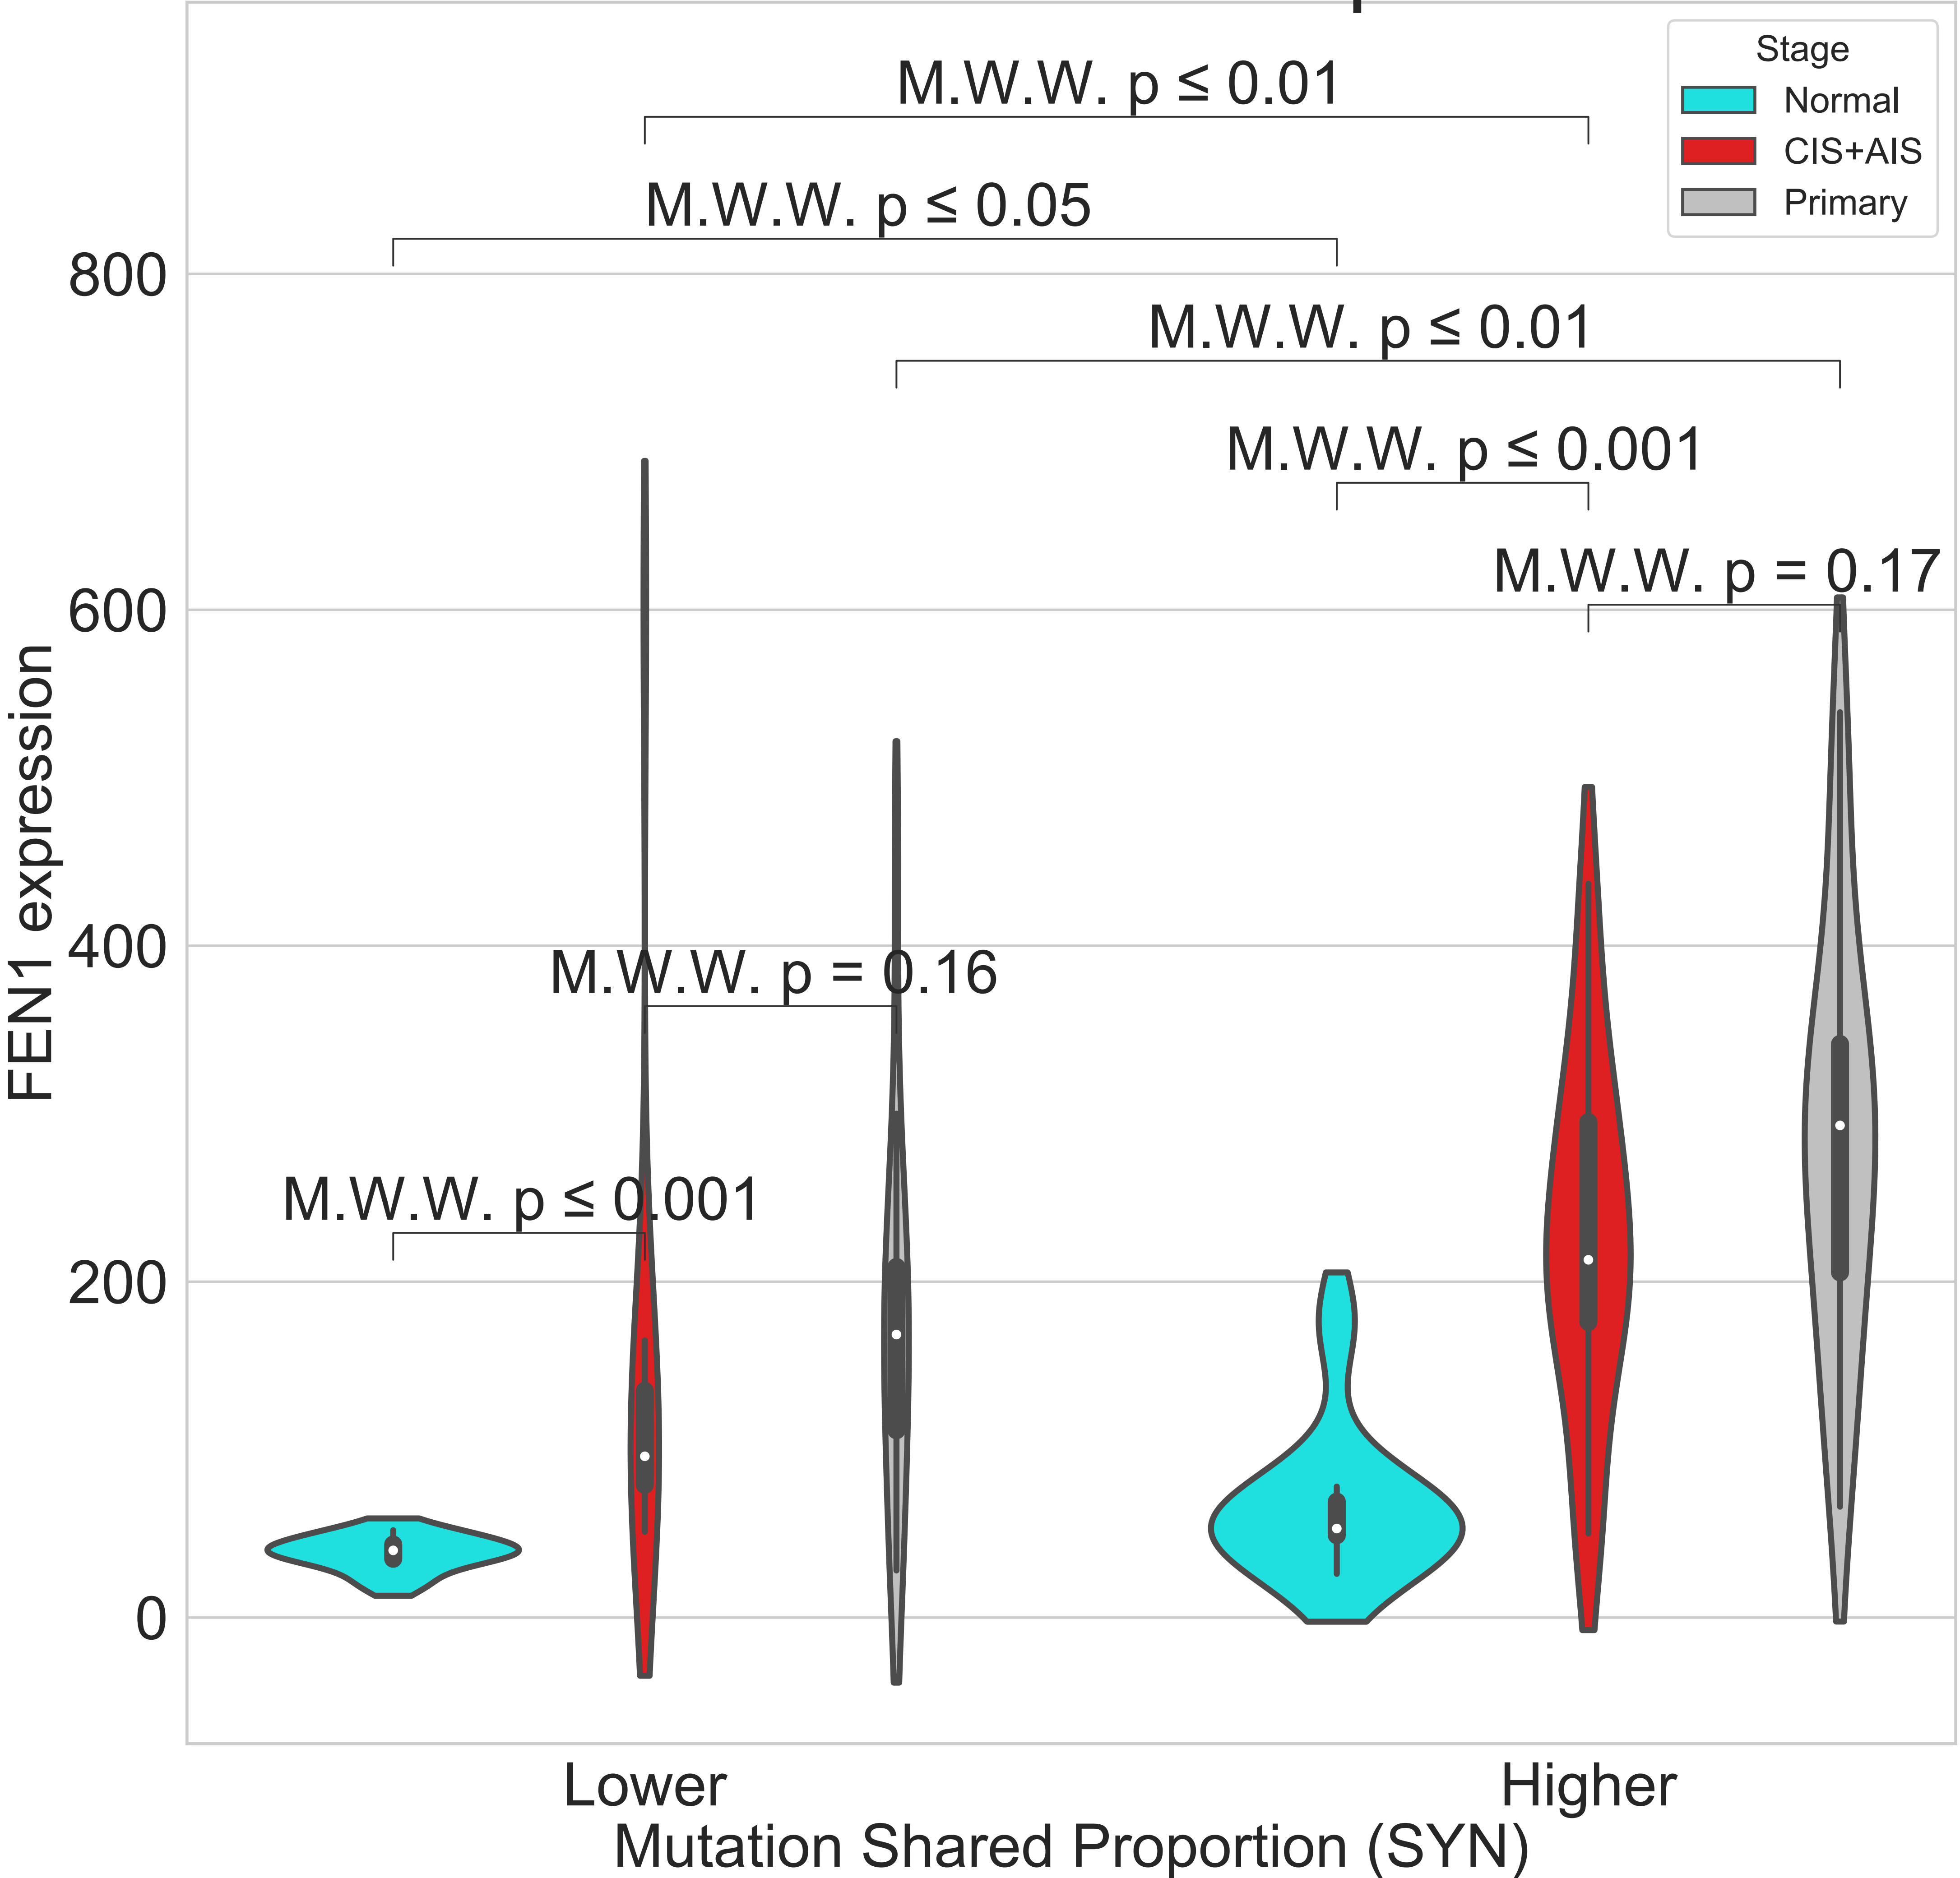 Stage
Normal
CIS+AIS
Primary
M.W.W. p ≤ 0.01
M.W.W. p ≤ 0.05
M.W.W. p ≤ 0.01
M.W.W. p ≤ 0.001
M.W.W. p = 0.17
M.W.W. p = 0.16
M.W.W. p ≤ 0.001
800
600
400
200
0
FEN1 expression
Lower
Higher
Mutation Shared Proportion (SYN)